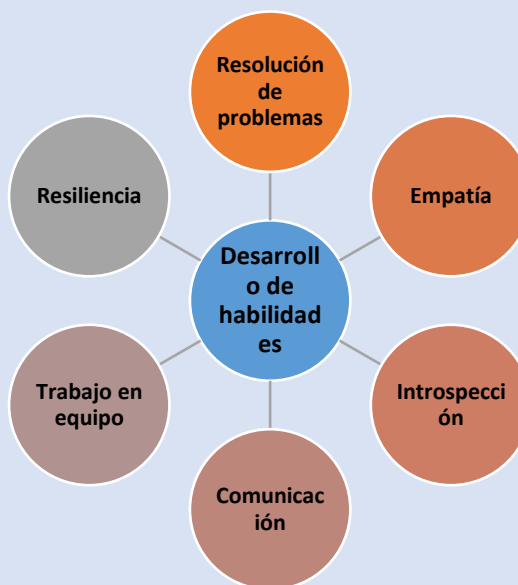 Resolución
de
problemas
Resiliencia
Empatía
Desarroll
o de
habilidad
es
Trabajo en
equipo
Introspecci
ón
Comunicac
ión